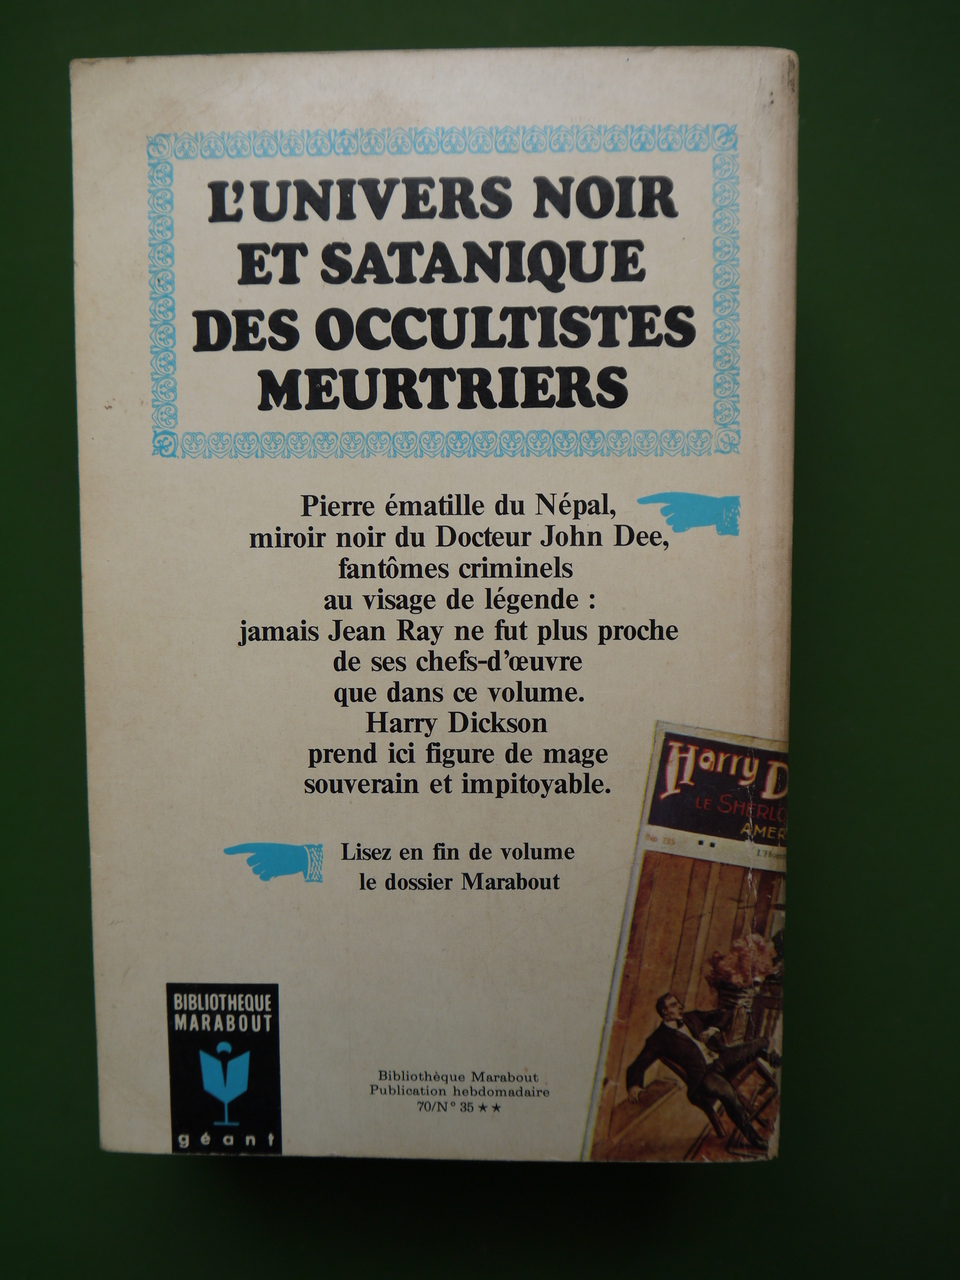 L'UNIVERS NOIR
ET SATANIQUE
DES OCCULTISTES
MEURTRIERS
Pierre ématille du Népal,
miroir noir du Docteur John Dee,
fantômes criminels
au visage de légende :
jamais Jean Ray ne fut plus proche
de ses chefs-d'œuvre
que dans ce volume.
Harry Dickson
prend ici figure de mage
souverain et impitoyable.
Lisez en fin de volume
le dossier Marabout
Harry D
LE SHERLO
AMER
BIBLIOTHEQUE
MARABOUT
géant
Bibliothèque Marabout
Publication hebdomadaire
70/N° 35 ★★